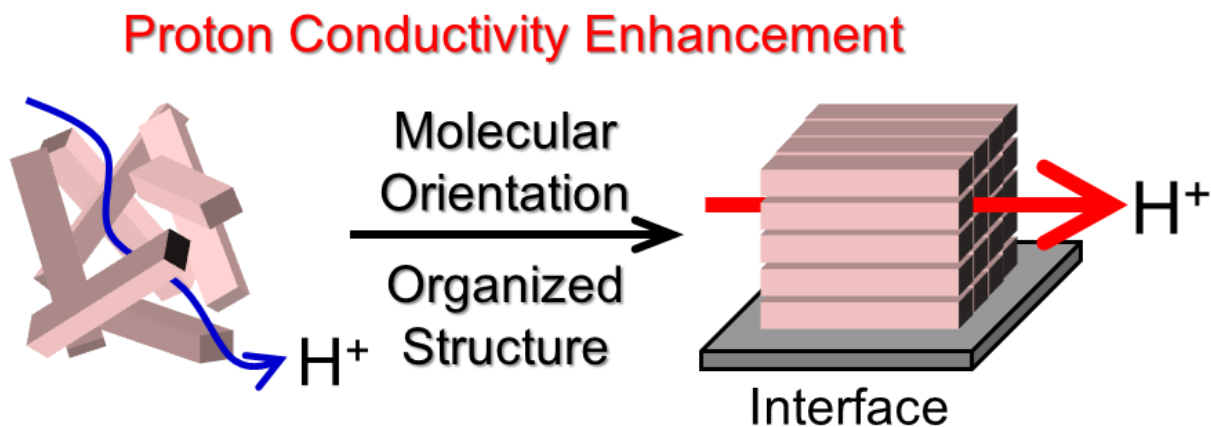 Proton Conductivity Enhancement
Molecular
Orientation
Organized
Structure
H⁺
H⁺
Interface